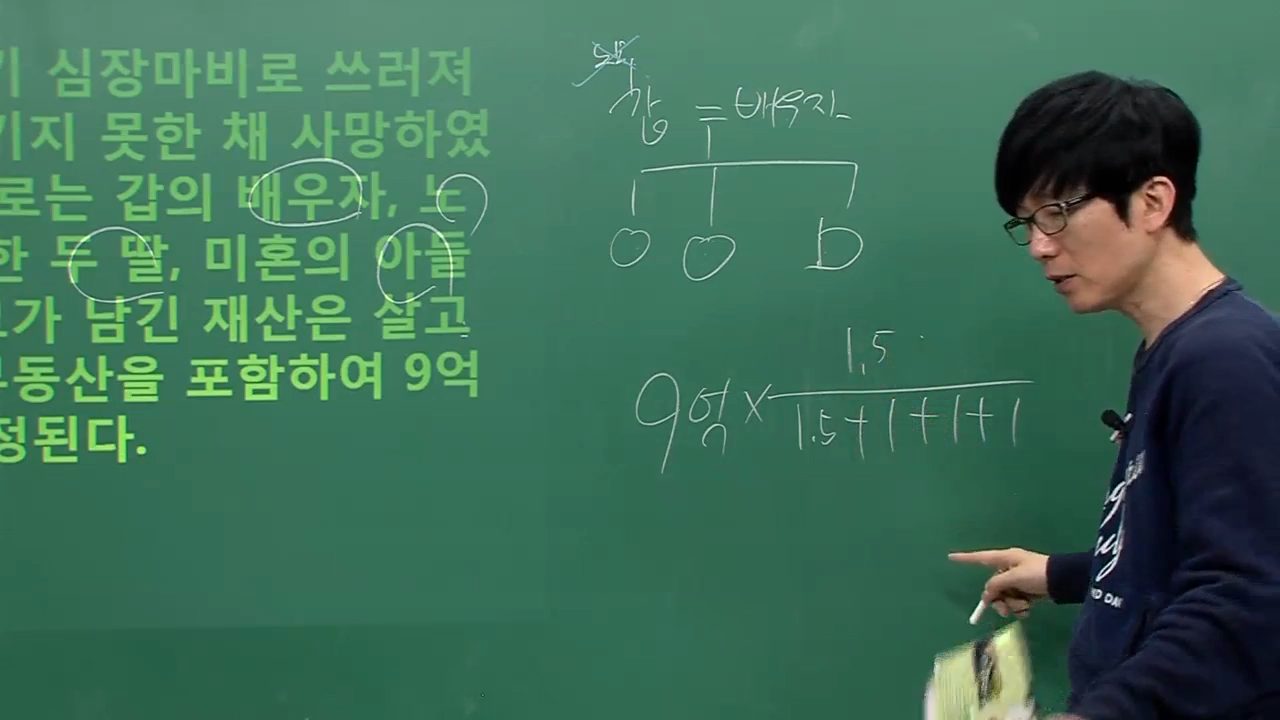 기 심장마비로 쓰러져
기지 못한 채 사망하였
로는 갑의 배우자, 노
한 두 딸, 미혼의 아들
가 남긴 재산은 살고
부동산을 포함하여 9억
정된다.
갑 = 배우자
1.5
9억 × 1.5+1+1+1